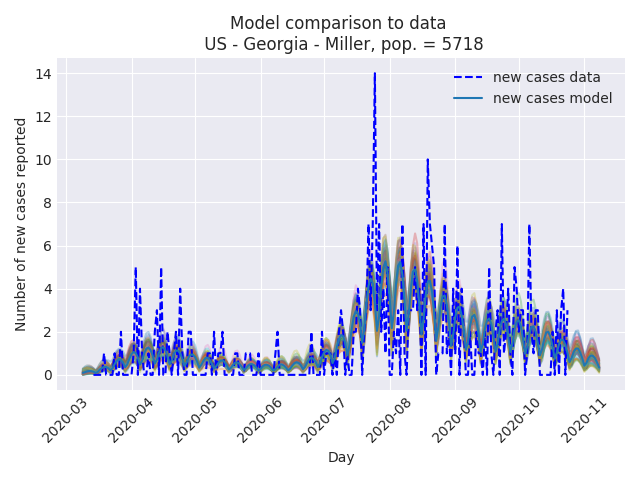 Model comparison to data
US - Georgia - Miller, pop. = 5718
new cases data
new cases model
Number of new cases reported
14
12
10
8
6
4
2
0
2020-03
2020-04
2020-05
2020-06
2020-07
2020-08
2020-09
2020-10
2020-11
Day